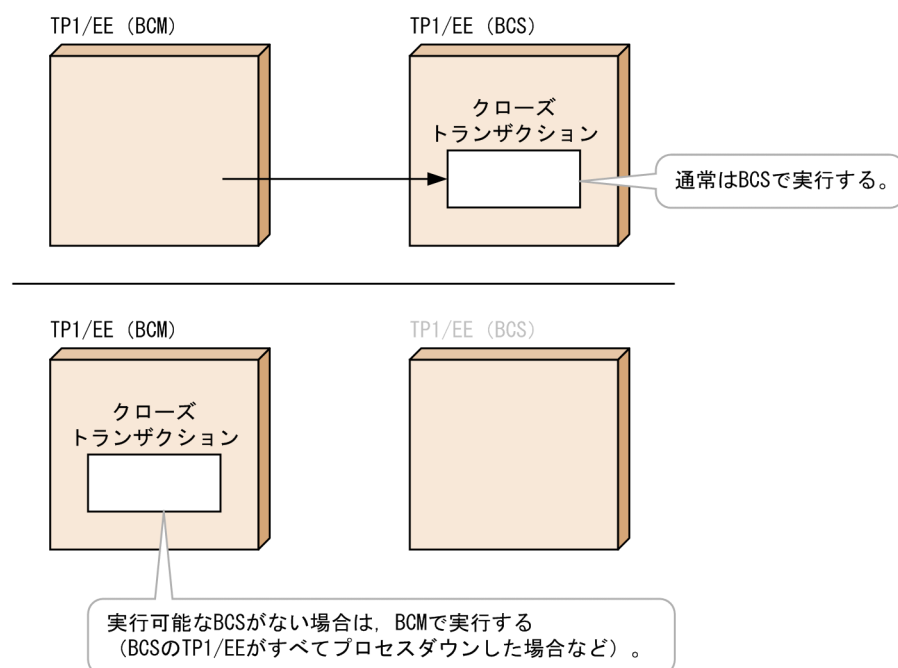 TP1/EE（BCM）
TP1/EE（BCS）
クローズ
トランザクション
通常はBCSで実行する。
TP1/EE（BCM）
TP1/EE（BCS）
クローズ
トランザクション
実行可能なBCSがない場合は，BCMで実行する
（BCSのTP1/EEがすべてプロセスダウンした場合など）。